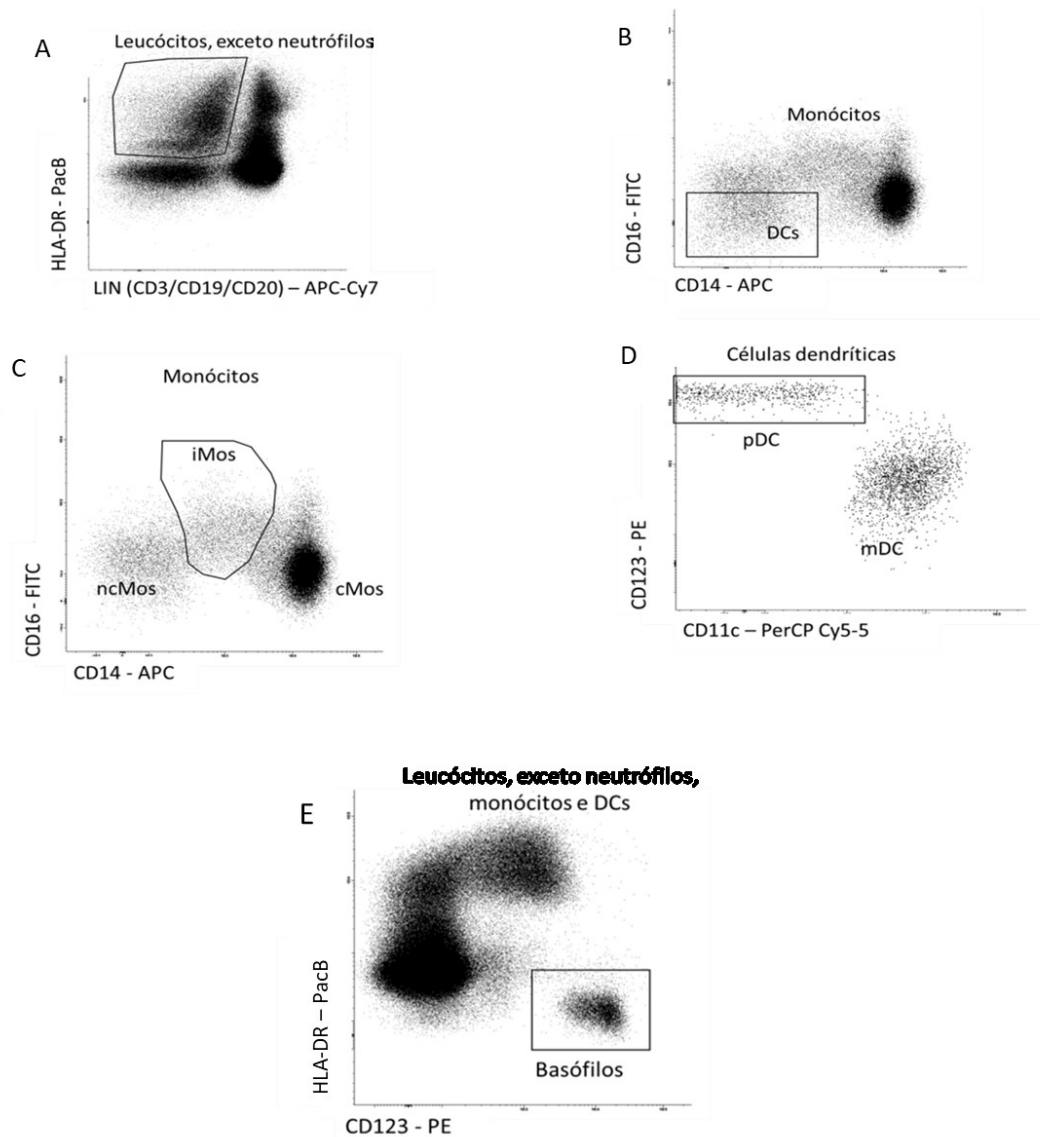 A
Leucócitos, exceto neutrófilos
HLA-DR - PacB
LIN (CD3/CD19/CD20) – APC-Cy7
B
Monócitos
DCs
CD16 - FITC
CD14 - APC
C
Monócitos
iMos
ncMos
cMos
CD16 - FITC
CD14 - APC
D
Células dendríticas
pDC
mDC
CD123 - PE
CD11c – PerCP Cy5-5
E
Leucócitos, exceto neutrófilos,
monócitos e DCs
HLA-DR – PacB
Basófilos
CD123 - PE